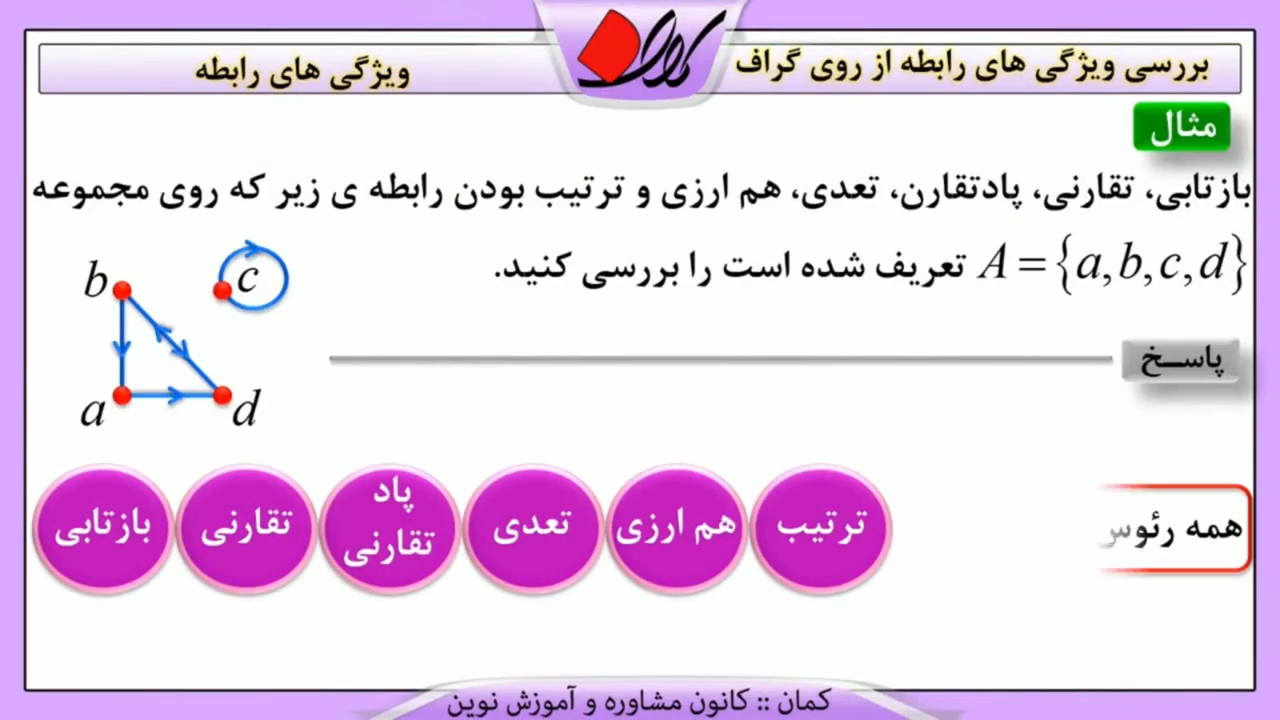 بررسی ویژگی های رابطه از روی گراف
ویژگی های رابطه
مثال
بازتابی، تقارنی، پادتقارن، تعدی، هم ارزی و ترتیب بودن رابطه ی زیر که روی مجموعه
A = {a, b, c, d} تعریف شده است را بررسی کنید.
b
c
a
d
پاســخ
همه رئوس
ترتیب
هم ارزی
تعدی
پاد
تقارنی
تقارنی
بازتابی
کمان :: کانون مشاوره و آموزش نوین